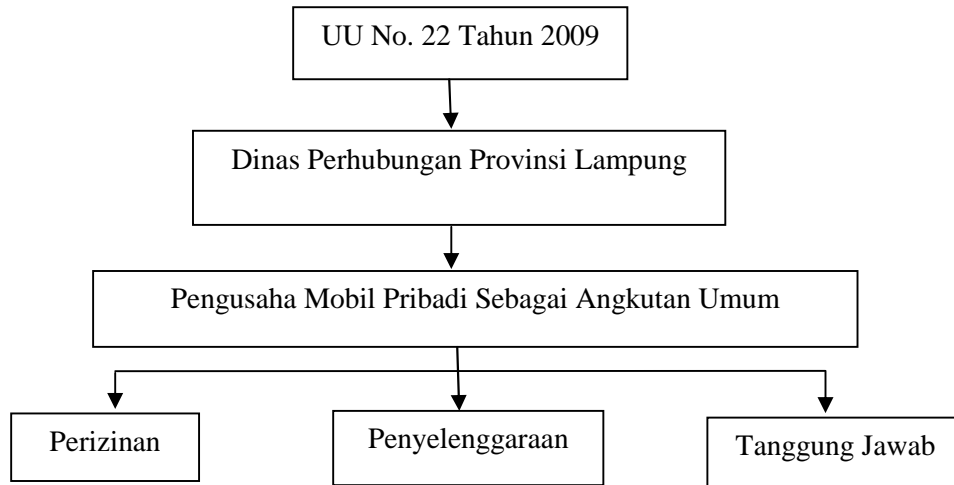 UU No. 22 Tahun 2009
Dinas Perhubungan Provinsi Lampung
Pengusaha Mobil Pribadi Sebagai Angkutan Umum
Perizinan
Penyelenggaraan
Tanggung Jawab